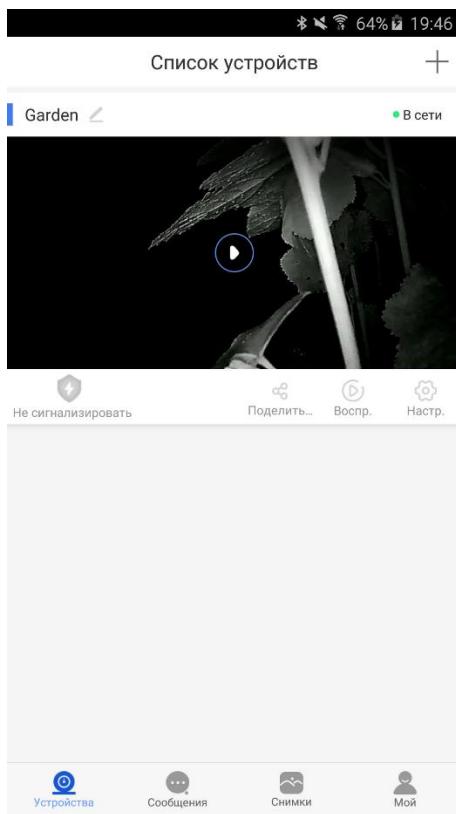 64% 19:46
Список устройств
Garden
В сети
Не сигнализировать
Поделить... Воспр. Настр.
Устройства Сообщения Снимки Мой